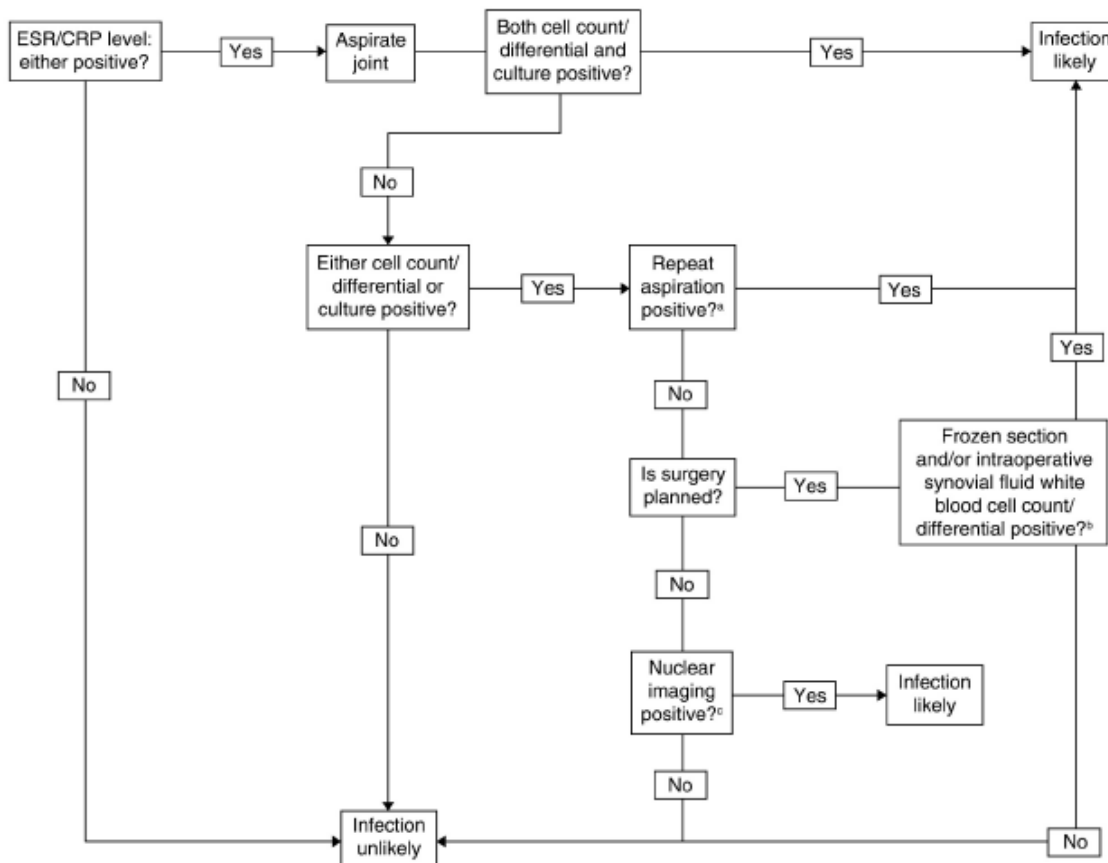 ESR/CRP level:
either positive?
Yes
Aspirate
joint
Both cell count/
differential and
culture positive?
Yes
Infection
likely
No
Either cell count/
differential or
culture positive?
Yes
Repeat
aspiration
positive?ᵃ
Yes
Yes
No
No
Frozen section
and/or intraoperative
synovial fluid white
blood cell count/
differential positive?ᵇ
Is surgery
planned?
Yes
No
No
Nuclear
imaging
positive?ᶜ
Yes
Infection
likely
No
Infection
unlikely
No